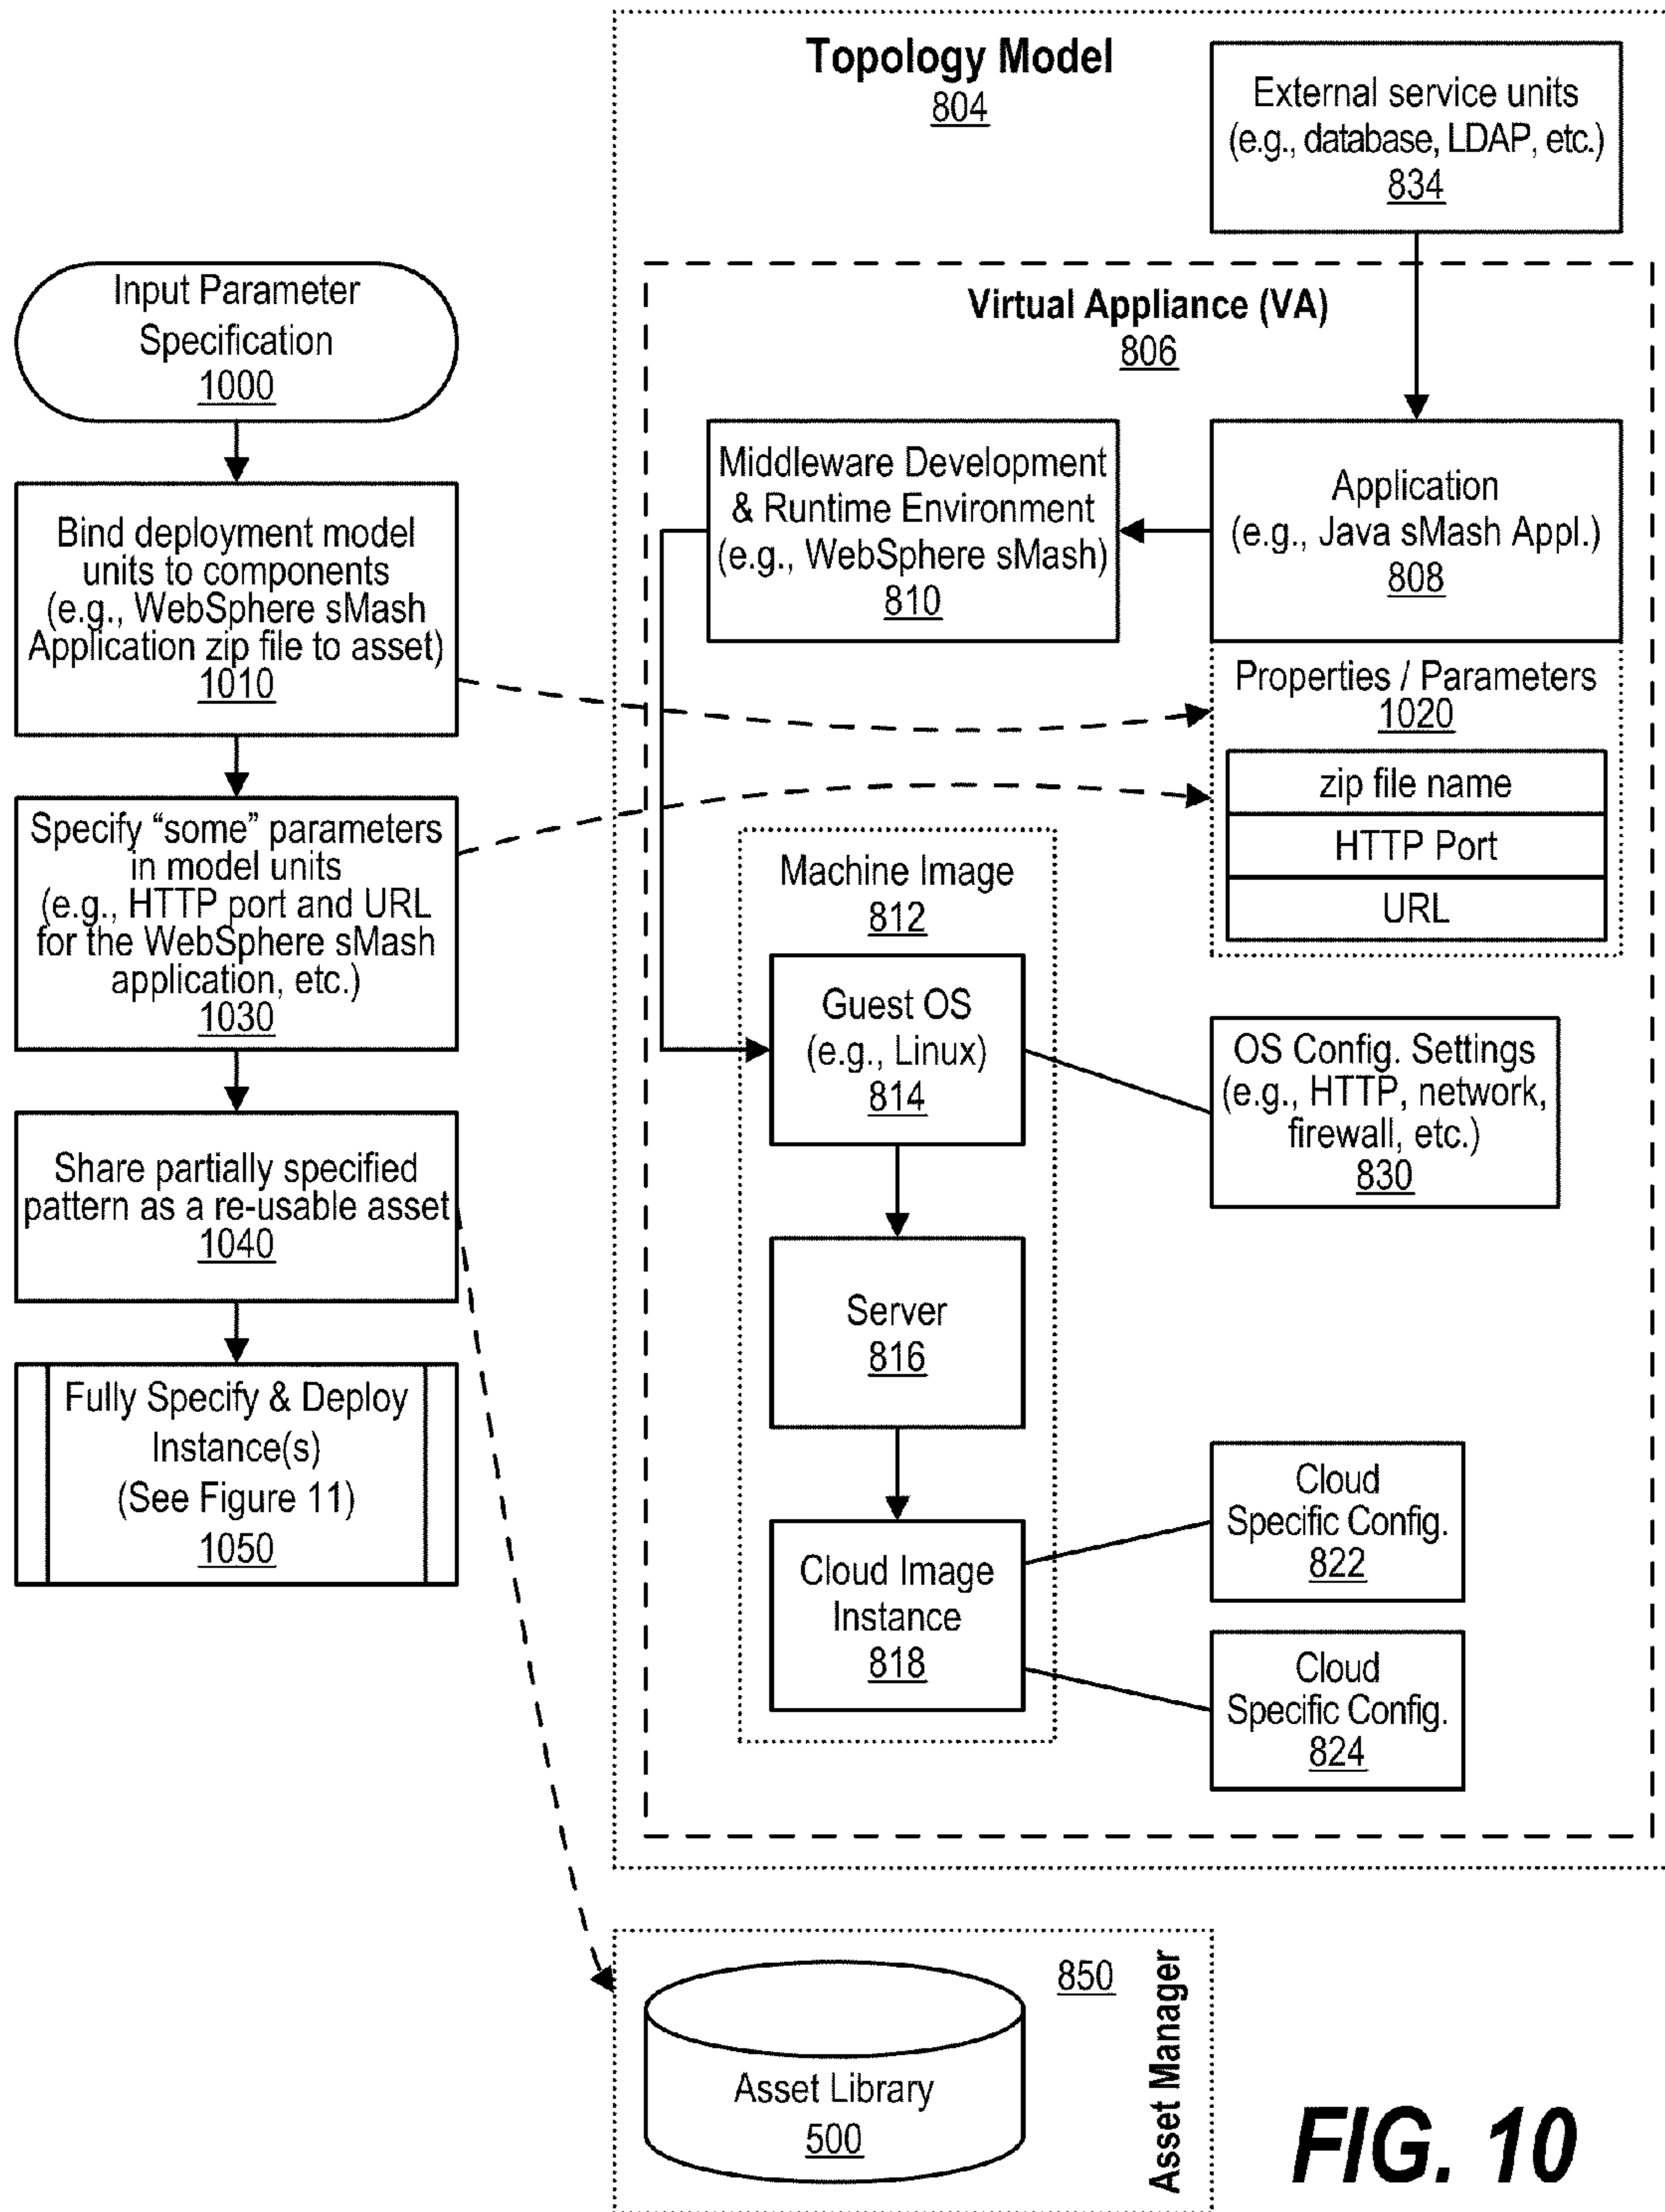 Topology Model
804
External service units
(e.g., database, LDAP, etc.)
834
Input Parameter
Specification
1000
Bind deployment model
units to components
(e.g., WebSphere sMash
Application zip file to asset)
1010
Specify “some” parameters
in model units
(e.g., HTTP port and URL
for the WebSphere sMash
application, etc.)
1030
Share partially specified
pattern as a re-usable asset
1040
Fully Specify & Deploy
Instance(s)
(See Figure 11)
1050
Virtual Appliance (VA)
806
Middleware Development
& Runtime Environment
(e.g., WebSphere sMash)
810
Application
(e.g., Java sMash Appl.)
808
Properties / Parameters
1020
zip file name
HTTP Port
URL
Machine Image
812
Guest OS
(e.g., Linux)
814
OS Config. Settings
(e.g., HTTP, network,
firewall, etc.)
830
Server
816
Cloud Image
Instance
818
Cloud
Specific Config.
822
Cloud
Specific Config.
824
850
Asset Manager
Asset Library
500
FIG. 10